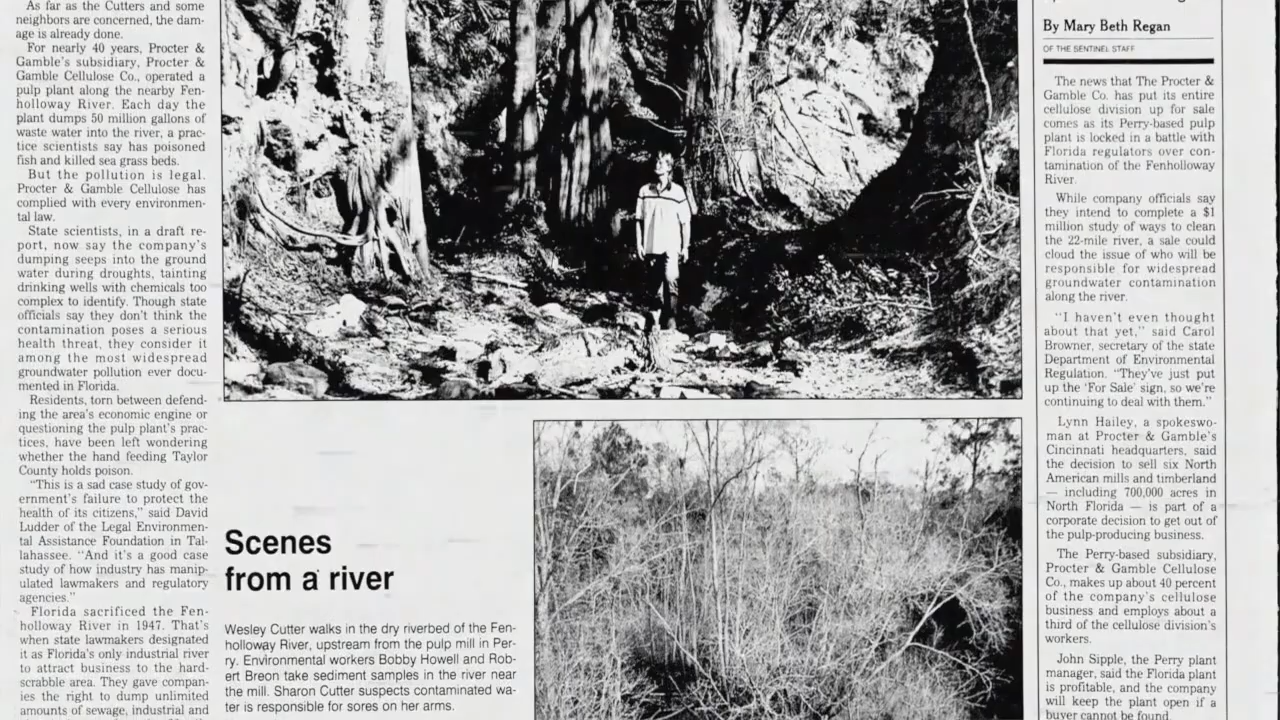 As far as the Cutters and some
neighbors are concerned, the dam-
age is already done.
For nearly 40 years, Procter &
Gamble's subsidiary, Procter &
Gamble Cellulose Co., operated a
pulp plant along the nearby Fen-
holloway River. Each day the
plant dumps 50 million gallons of
waste water into the river, a prac-
tice scientists say has poisoned
fish and killed sea grass beds.
But the pollution is legal.
Procter & Gamble Cellulose has
complied with every environmen-
tal law.
State scientists, in a draft re-
port, now say the company's
dumping seeps into the ground
water during droughts, tainting
drinking wells with chemicals too
complex to identify. Though state
officials say they don't think the
contamination poses a serious
health threat, they consider it
among the most widespread
groundwater pollution ever docu-
mented in Florida.
Residents, torn between defend-
ing the area's economic engine or
questioning the pulp plant's prac-
tices, have been left wondering
whether the hand feeding Taylor
County holds poison.
"This is a sad case study of gov-
ernment's failure to protect the
health of its citizens," said David
Ludder of the Legal Environmen-
tal Assistance Foundation in Tal-
lahassee. "And it's a good case
study of how industry has manip-
ulated lawmakers and regulatory
agencies."
Florida sacrificed the Fen-
holloway River in 1947. That's
when state lawmakers designated
it as Florida's only industrial river
to attract business to the hard-
scrabble area. They gave compan-
ies the right to dump unlimited
amounts of sewage, industrial and
Scenes
from a river
Wesley Cutter walks in the dry riverbed of the Fen-
holloway River, upstream from the pulp mill in Per-
ry. Environmental workers Bobby Howell and Rob-
ert Breon take sediment samples in the river near
the mill. Sharon Cutter suspects contaminated wa-
ter is responsible for sores on her arms.
By Mary Beth Regan
OF THE SENTINEL STAFF
The news that The Procter &
Gamble Co. has put its entire
cellulose division up for sale
comes as its Perry-based pulp
plant is locked in a battle with
Florida regulators over con-
tamination of the Fenholloway
River.
While company officials say
they intend to complete a $1
million study of ways to clean
the 22-mile river, a sale could
cloud the issue of who will be
responsible for widespread
groundwater contamination
along the river.
"I haven't even thought
about that yet," said Carol
Browner, secretary of the state
Department of Environmental
Regulation. "They've just put
up the 'For Sale' sign, so we're
continuing to deal with them."
Lynn Hailey, a spokeswo-
man at Procter & Gamble's
Cincinnati headquarters, said
the decision to sell six North
American mills and timberland
— including 700,000 acres in
North Florida — is part of a
corporate decision to get out of
the pulp-producing business.
The Perry-based subsidiary,
Procter & Gamble Cellulose
Co., makes up about 40 percent
of the company's cellulose
business and employs about a
third of the cellulose division's
workers.
John Sipple, the Perry plant
manager, said the Florida plant
is profitable, and the company
will keep the plant open if a
buyer cannot be found.